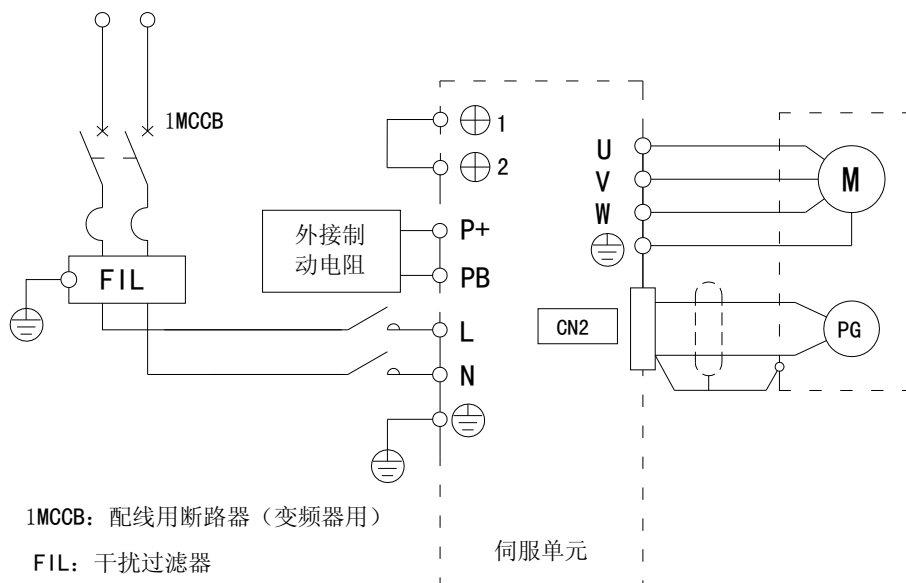 1MCCB
1
2
外接制
动电阻
P+
PB
FIL
L
N
U
V
W
M
CN2
PG
1MCCB：配线用断路器（变频器用）
FIL：干扰过滤器
伺服单元